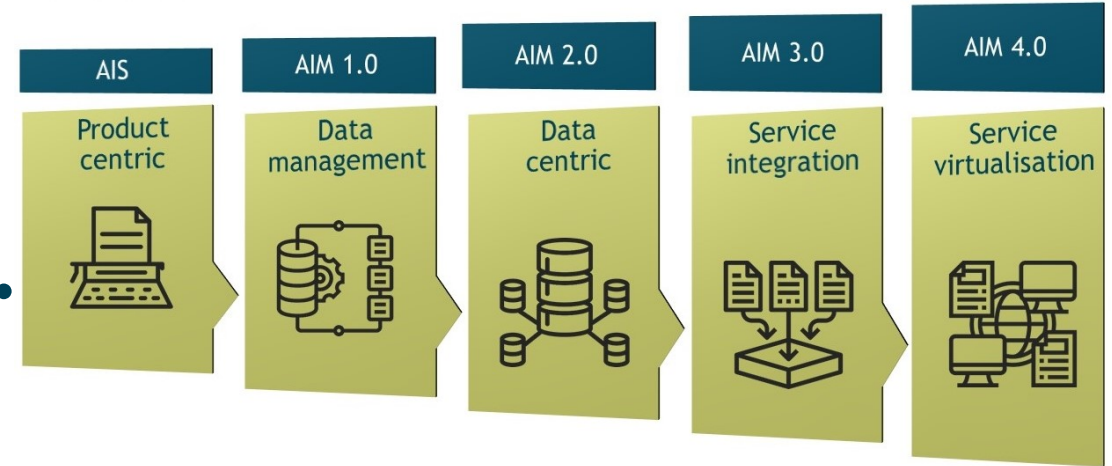 AIS
Product
centric
AIM 1.0
Data
management
AIM 2.0
Data
centric
AIM 3.0
Service
integration
AIM 4.0
Service
virtualisation